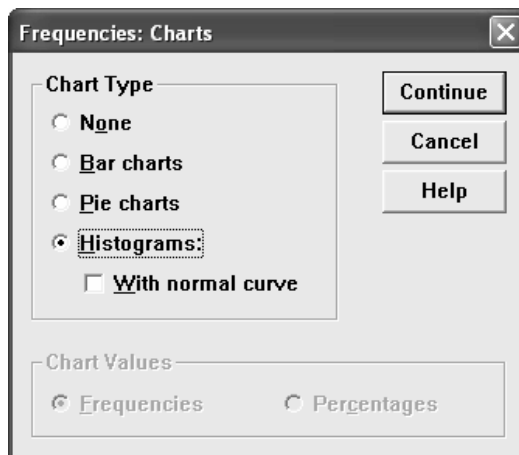 Frequencies: Charts
Chart Type
None
Bar charts
Pie charts
Histograms:
With normal curve
Continue
Cancel
Help
Chart Values
Frequencies
Percentages